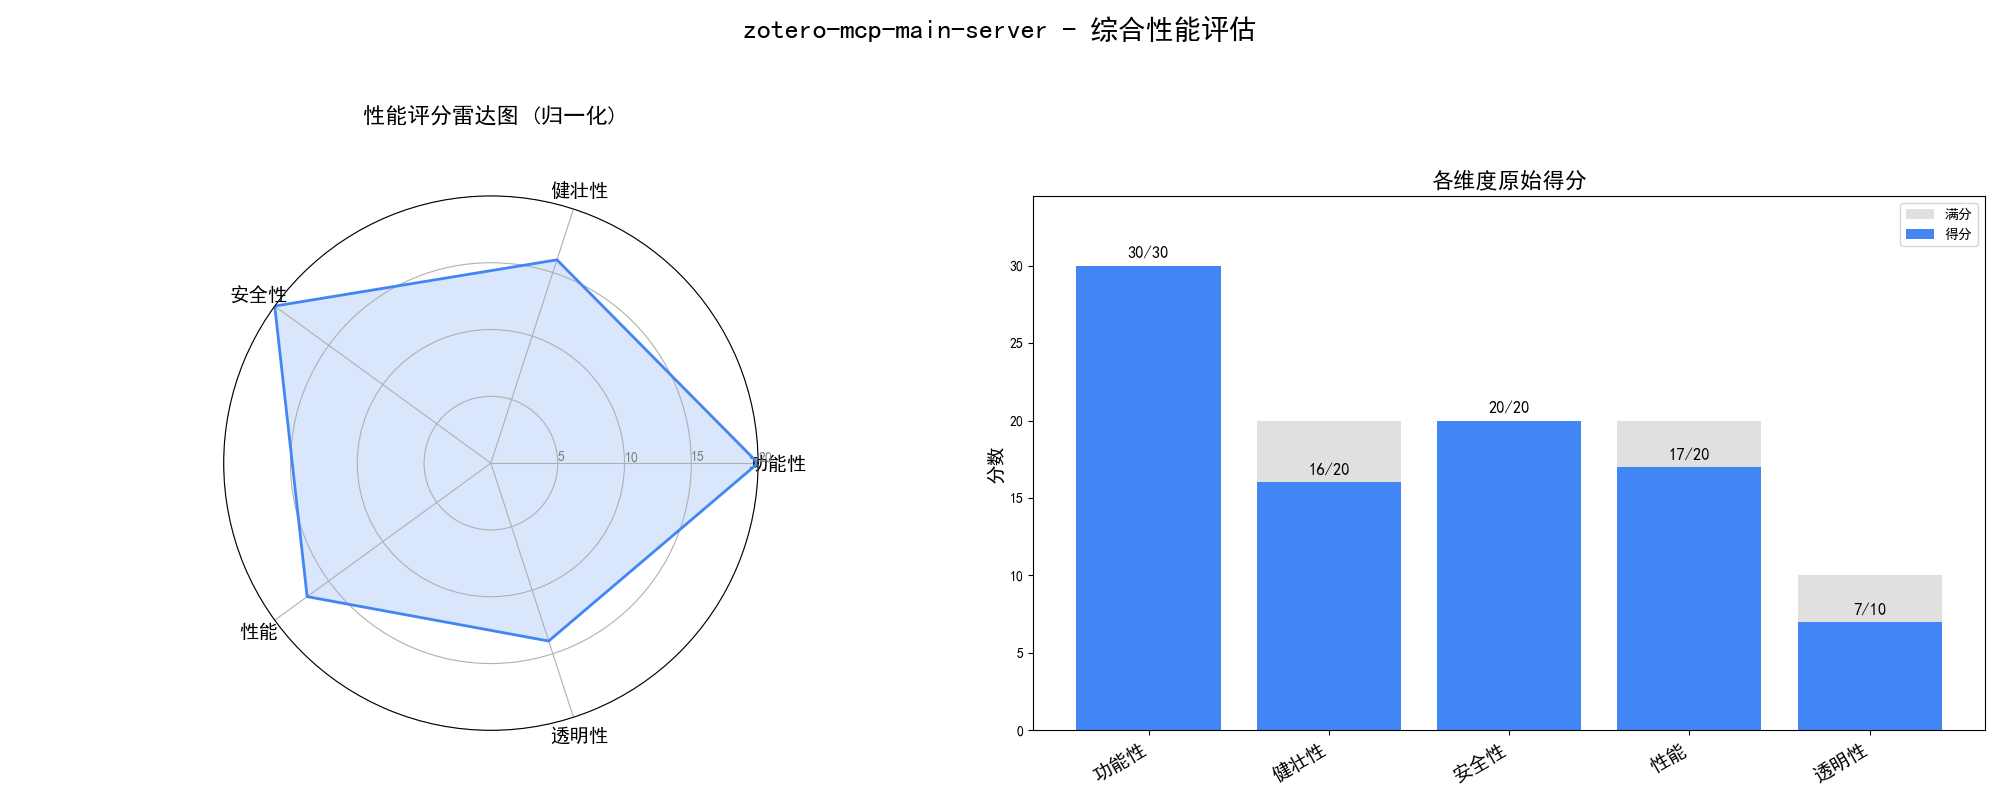 zotero-mcp-main-server - 综合性能评估
性能评分雷达图 (归一化)
健壮性
安全性
5
10
15
20
功能性
性能
透明性
各维度原始得分
满分
得分
分数
30
25
20
15
10
5
0
30/30
16/20
20/20
17/20
7/10
功能性
健壮性
安全性
性能
透明性